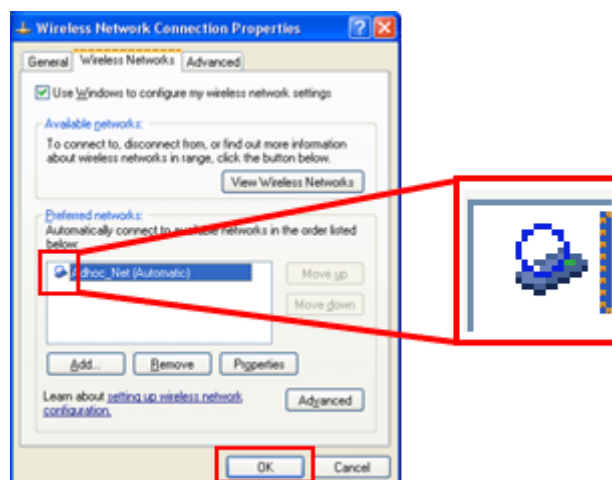 Wireless Network Connection Properties
General Wireless Networks Advanced
Use Windows to configure my wireless network settings
Available networks:
To connect to, disconnect from, or find out more information
about wireless networks in range, click the button below.
View Wireless Networks
Preferred networks:
Automatically connect to available networks in the order listed
below:
Adhoc_Net (Automatic)
Move up
Move down
Add... Remove Properties
Learn about setting up wireless network
configuration.
Advanced
OK Cancel